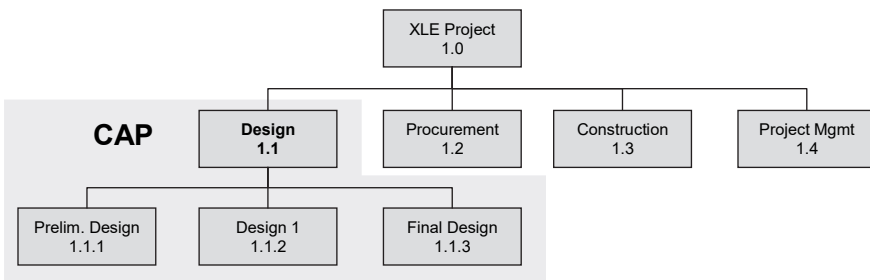 XLE Project
1.0
CAP
Design
1.1
Procurement
1.2
Construction
1.3
Project Mgmt
1.4
Prelim. Design
1.1.1
Design 1
1.1.2
Final Design
1.1.3